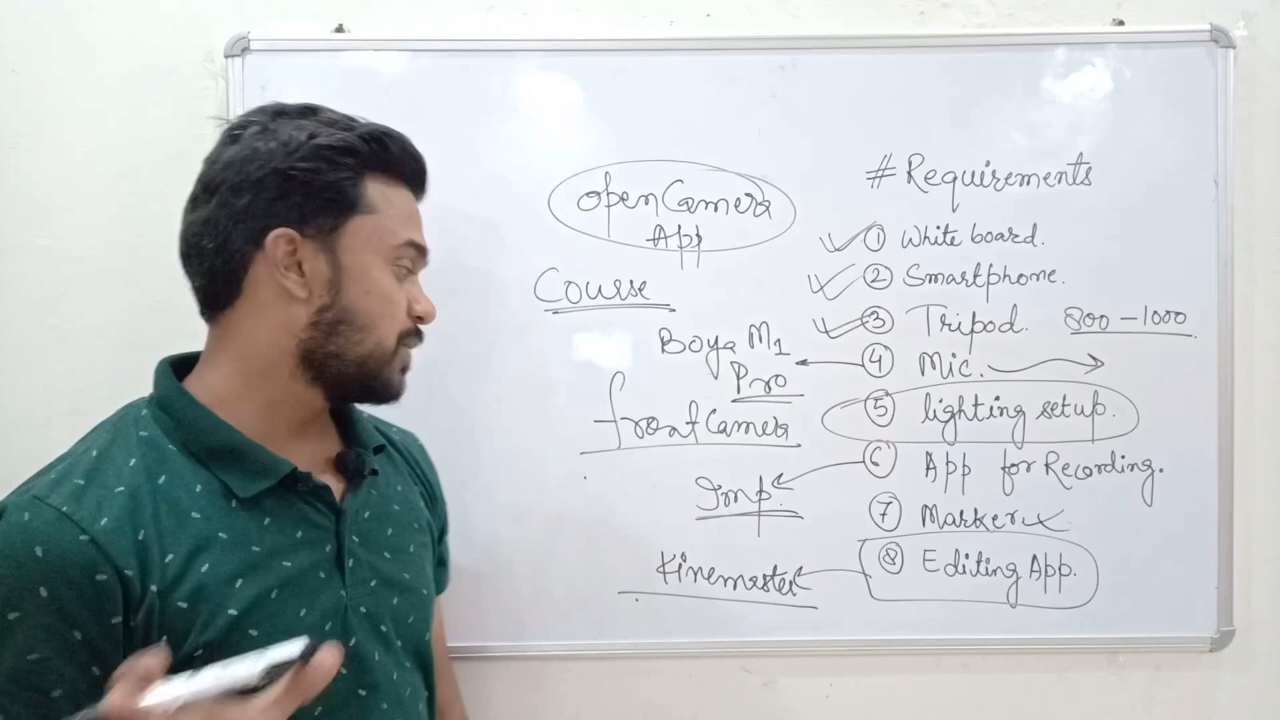 open Camera
App
Course
Boya M1
Pro
front Camera
Imp.
Kinemaster
# Requirements
① White board.
② Smartphone.
③ Tripod. 800 - 1000
④ Mic.
⑤ lighting setup.
⑥ App for Recording.
⑦ Marker
⑧ Editing App.